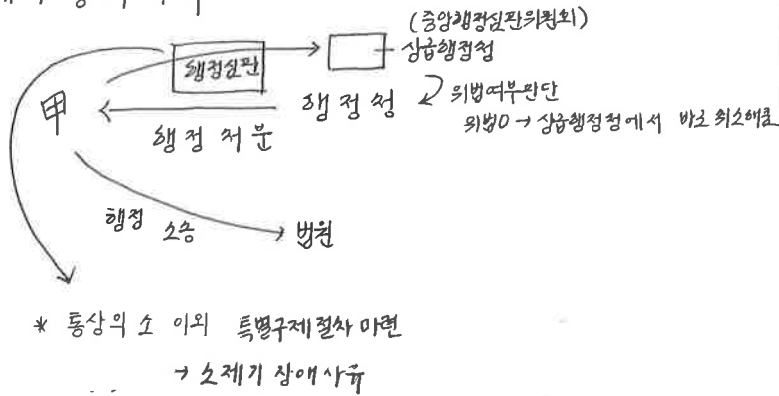 (중앙행정심판위원회)
행정심판
상급행정청
甲
행정청
위법여부판단
행정처분
위법O → 상급행정청에서 바로 취소해줌
행정 소송
법원
* 통상의 소 이외 특별구제절차 마련
→ 소제기 장애사유